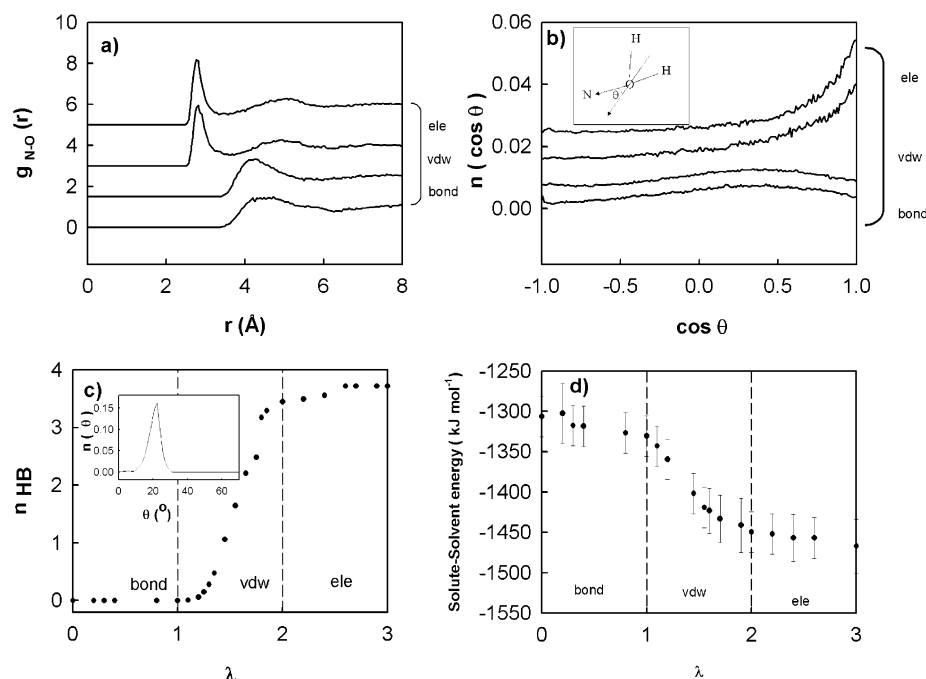 a)
10
8
6
4
2
0
g N-O (r)
ele
vdw
bond
0 2 4 6 8
r (Å)
b)
0.06
0.04
0.02
0.00
n ( cos θ )
H
H
O
N
θ
ele
vdw
bond
-1.0 -0.5 0.0 0.5 1.0
cos θ
c)
4
3
2
1
0
n HB
0.15
0.10
0.05
0.00
n ( θ )
0 20 40 60
θ (º)
bond vdw ele
0 1 2 3
λ
d)
-1250
-1300
-1350
-1400
-1450
-1500
-1550
Solute-Solvent energy ( kJ mol-1)
bond vdw ele
0 1 2 3
λ